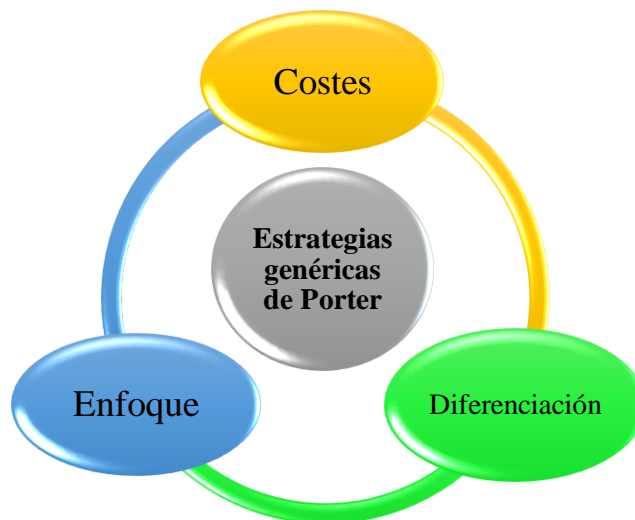 Costes
Estrategias
genéricas
de Porter
Enfoque
Diferenciación